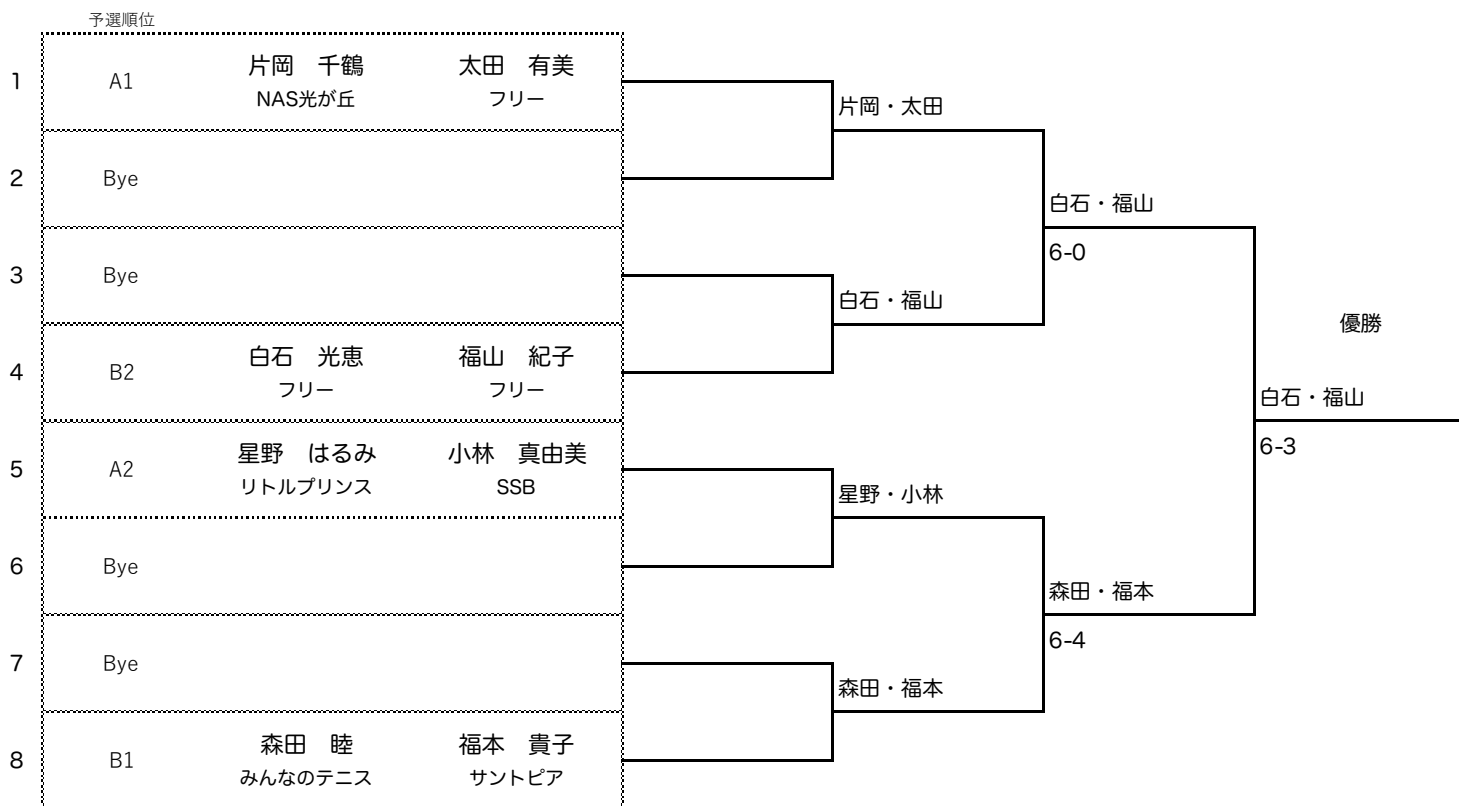 予選順位
1 A1 片岡　千鶴 太田　有美
NAS光が丘 フリー
片岡・太田
2 Bye
白石・福山
6-0
3 Bye
白石・福山
優勝
4 B2 白石　光恵 福山　紀子
フリー フリー
白石・福山
6-3
5 A2 星野　はるみ 小林　真由美
リトルプリンス SSB
星野・小林
6 Bye
森田・福本
6-4
7 Bye
森田・福本
8 B1 森田　睦 福本　貴子
みんなのテニス サントピア